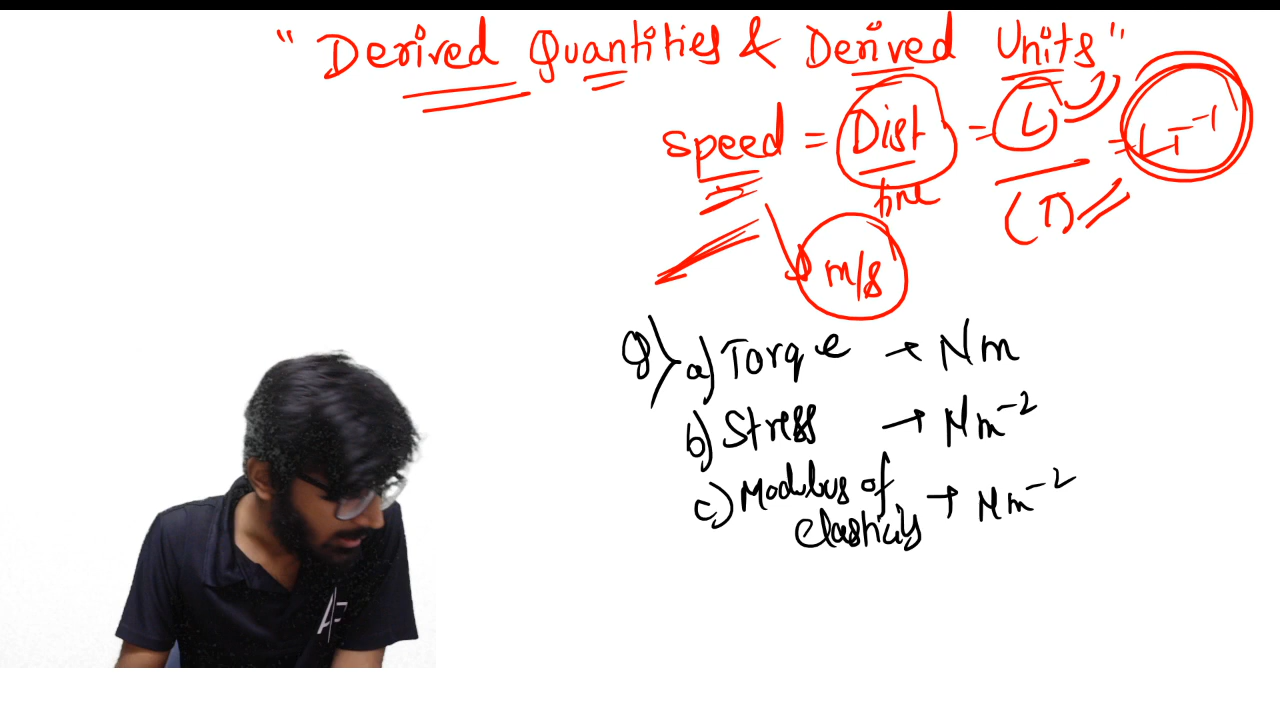 "Derived Quantities & Derived Units"
speed = Dist / time = (L) / (T) = LT⁻¹
m/s
Q) a) Torque → Nm
b) Stress → Nm⁻²
c) Modulus of elasticity → Nm⁻²
AP